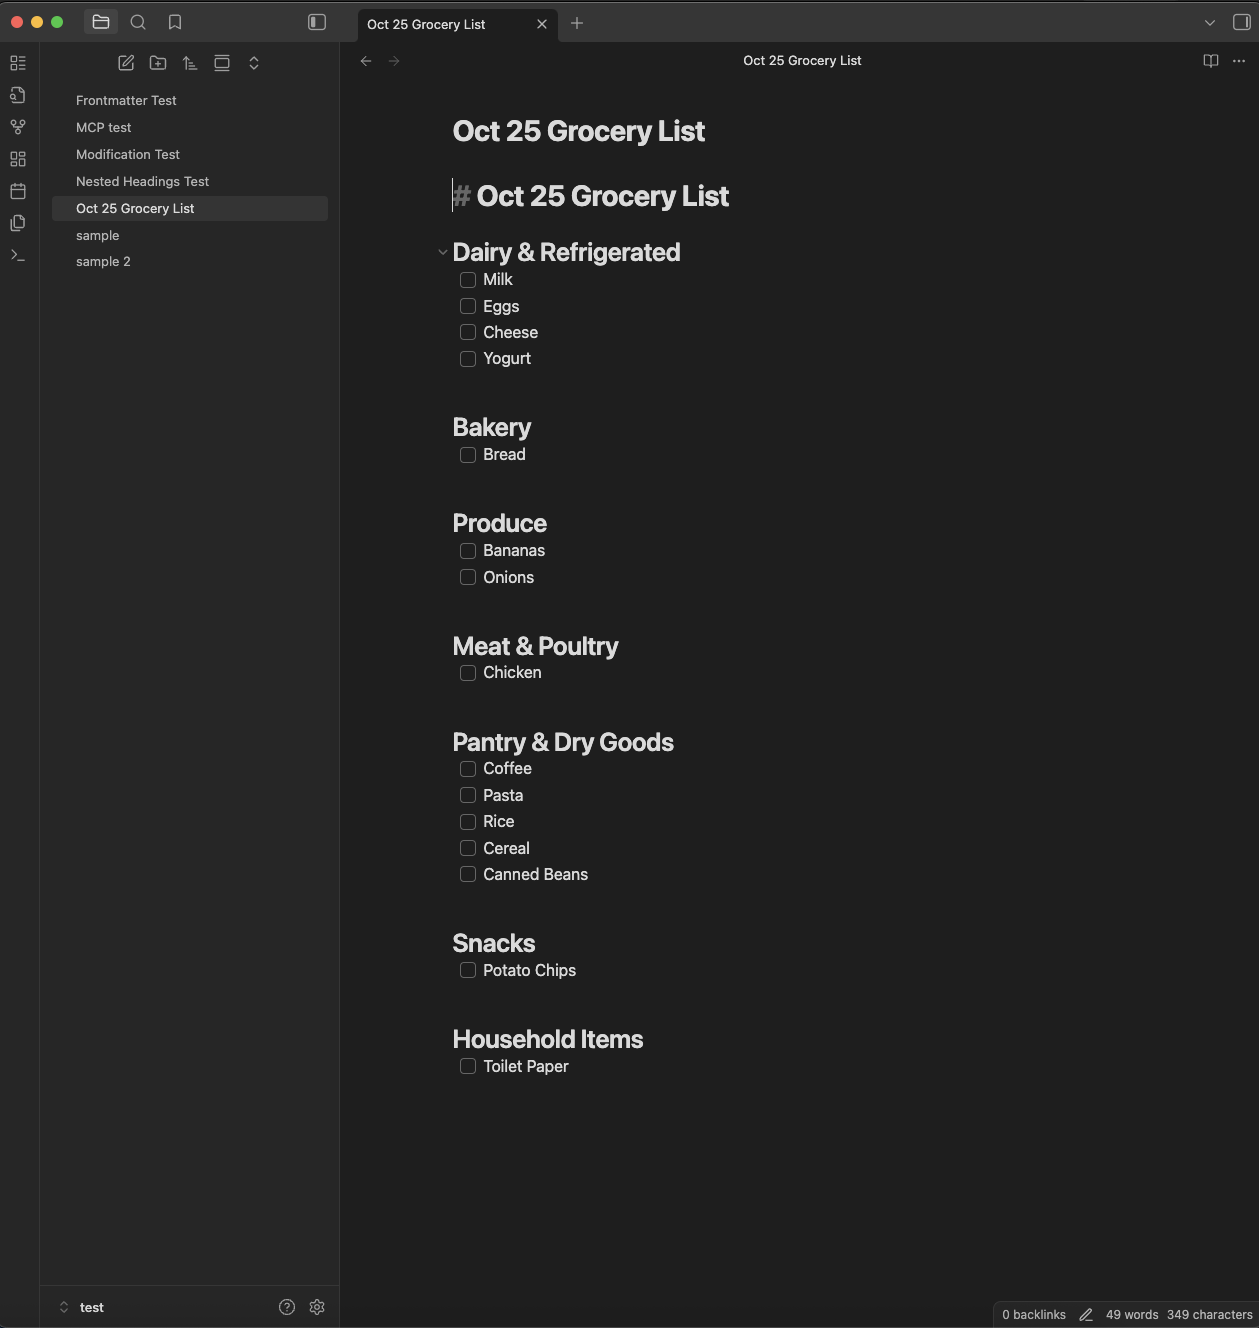 Oct 25 Grocery List
Oct 25 Grocery List
Frontmatter Test
MCP test
Modification Test
Nested Headings Test
Oct 25 Grocery List
sample
sample 2
Oct 25 Grocery List
# Oct 25 Grocery List
Dairy & Refrigerated
Milk
Eggs
Cheese
Yogurt
Bakery
Bread
Produce
Bananas
Onions
Meat & Poultry
Chicken
Pantry & Dry Goods
Coffee
Pasta
Rice
Cereal
Canned Beans
Snacks
Potato Chips
Household Items
Toilet Paper
test
0 backlinks 49 words 349 characters